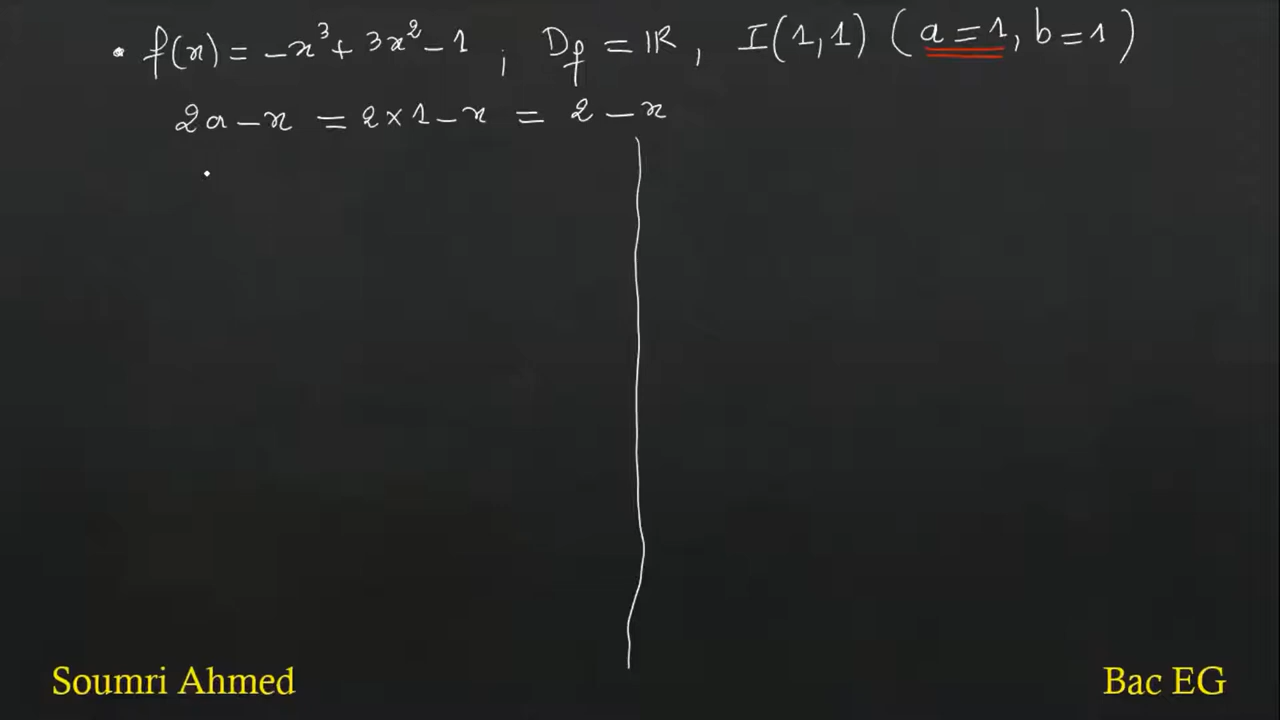 • f(x) = -x³ + 3x² - 1 ; Df = ℝ , I(1,1) (a = 1, b = 1)
2a - x = 2 × 1 - x = 2 - x
Soumri Ahmed
Bac EG